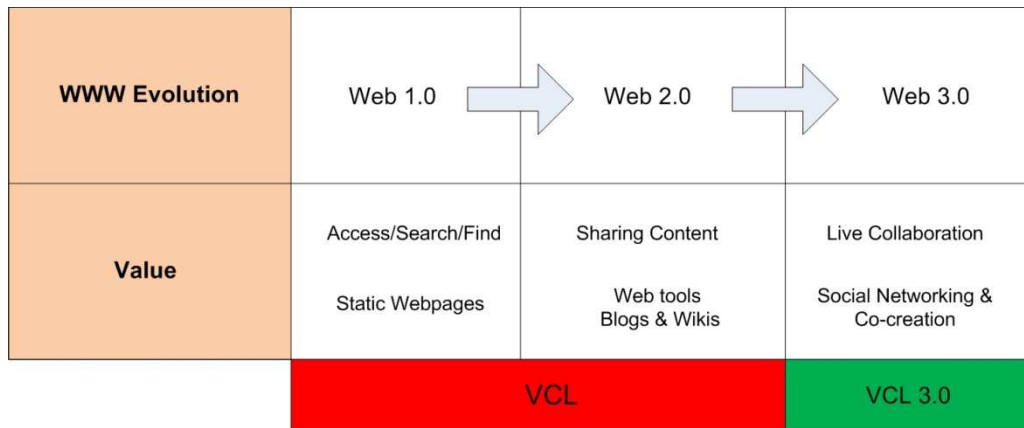 WWW Evolution
Web 1.0
Web 2.0
Web 3.0
Value
Access/Search/Find
Static Webpages
Sharing Content
Web tools
Blogs & Wikis
Live Collaboration
Social Networking &
Co-creation
VCL
VCL 3.0